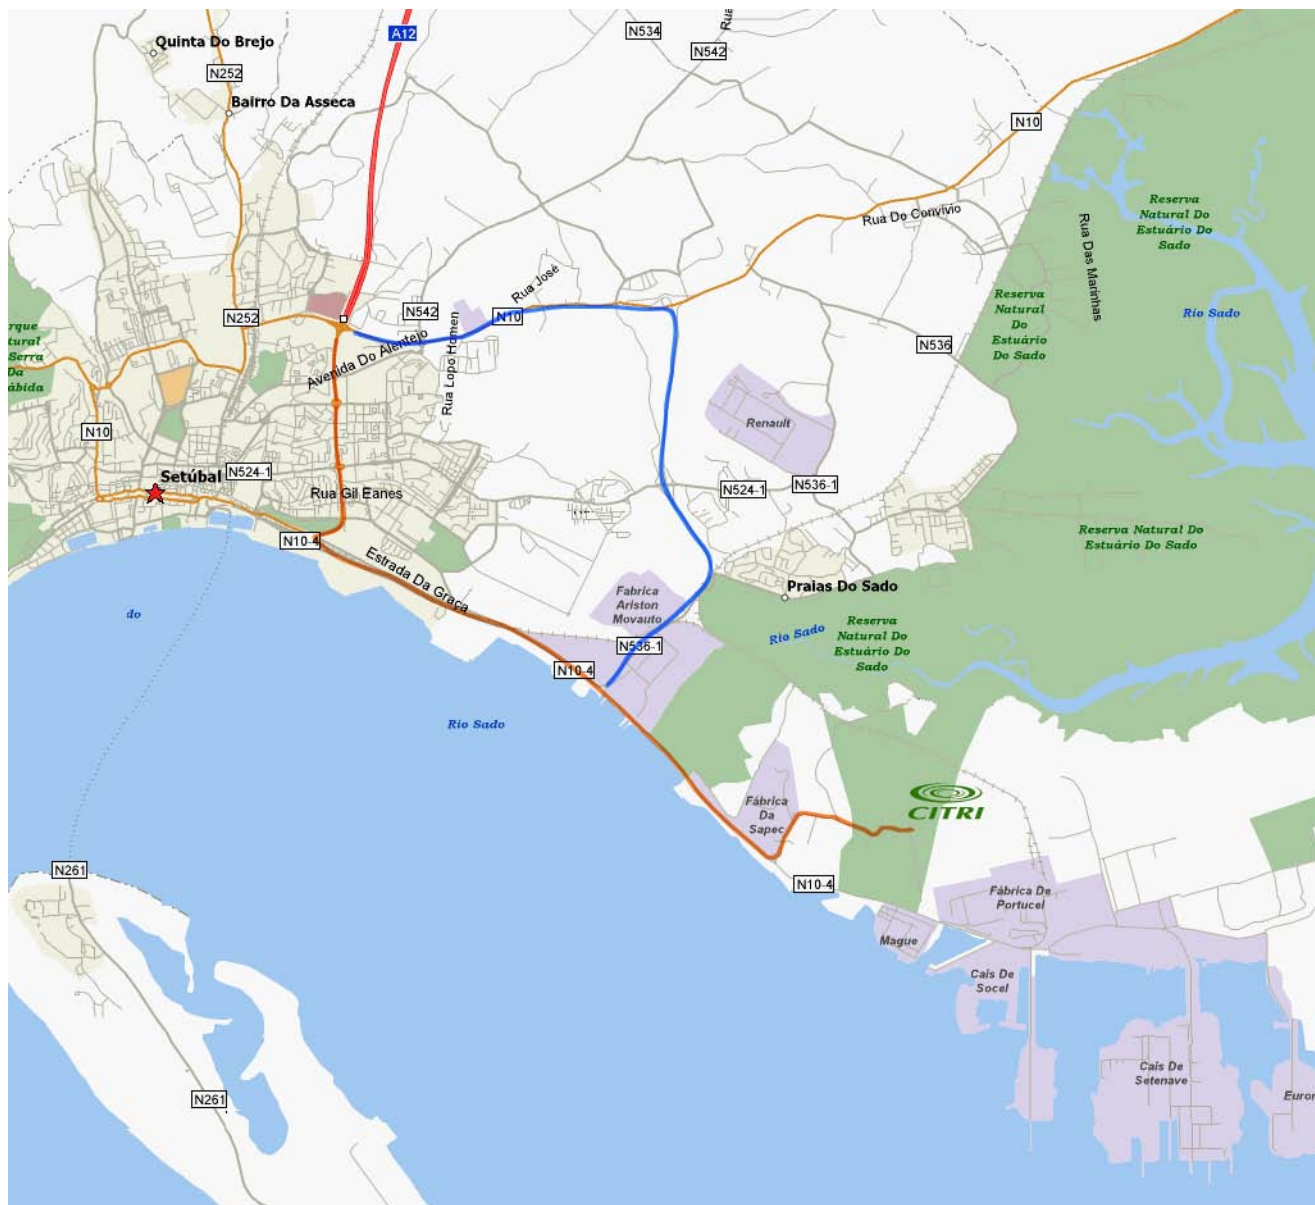 A12
N534
Quinta Do Brejo
N542
N252
Bairro Da Asseca
N10
Reserva
Natural Do
Estuário Do
Sado
Rua Do Convívio
Rua Das Marinhas
Rua José
Reserva
Natural
Do
Estuário
Do Sado
Rio Sado
N542
N10
N252
N536
Avenida Do Alentejo
Rua Lopo Homen
Serra
Da
N10
Renault
Setúbal
N524-1
Rua Gil Eanes
N524-1
N536-1
Reserva Natural Do
Estuário Do Sado
N10-4
Estrada Da Graça
Praias Do Sado
Fabrica
Ariston
Movauto
do
Rio Sado
Reserva
Natural Do
Estuário Do
Sado
N536-1
N10-4
Rio Sado
CITRI
Fábrica
Da
Sapec
N261
N10-4
Fábrica De
Portucel
Mague
Cais De
Socel
Cais De
Setenave
N261
Euror